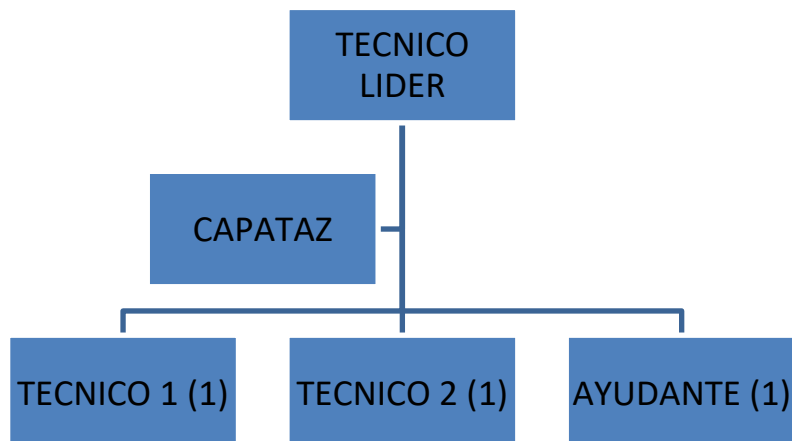 TECNICO
LIDER
CAPATAZ
TECNICO 1 (1)
TECNICO 2 (1)
AYUDANTE (1)